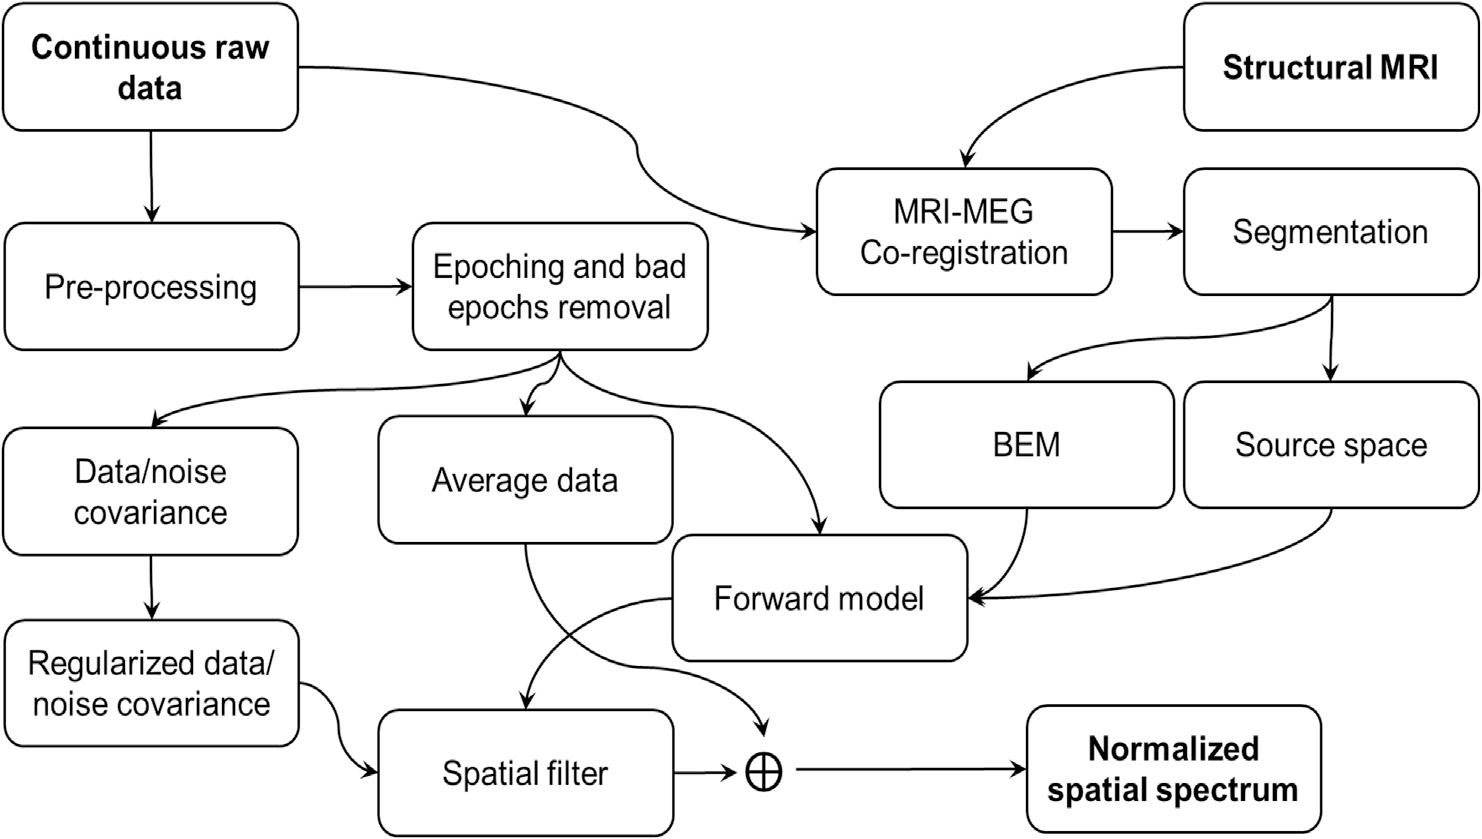 Continuous raw
data
Structural MRI
MRI-MEG
Co-registration
Segmentation
Pre-processing
Epoching and bad
epochs removal
BEM
Source space
Data/noise
covariance
Average data
Forward model
Regularized data/
noise covariance
Spatial filter
Normalized
spatial spectrum